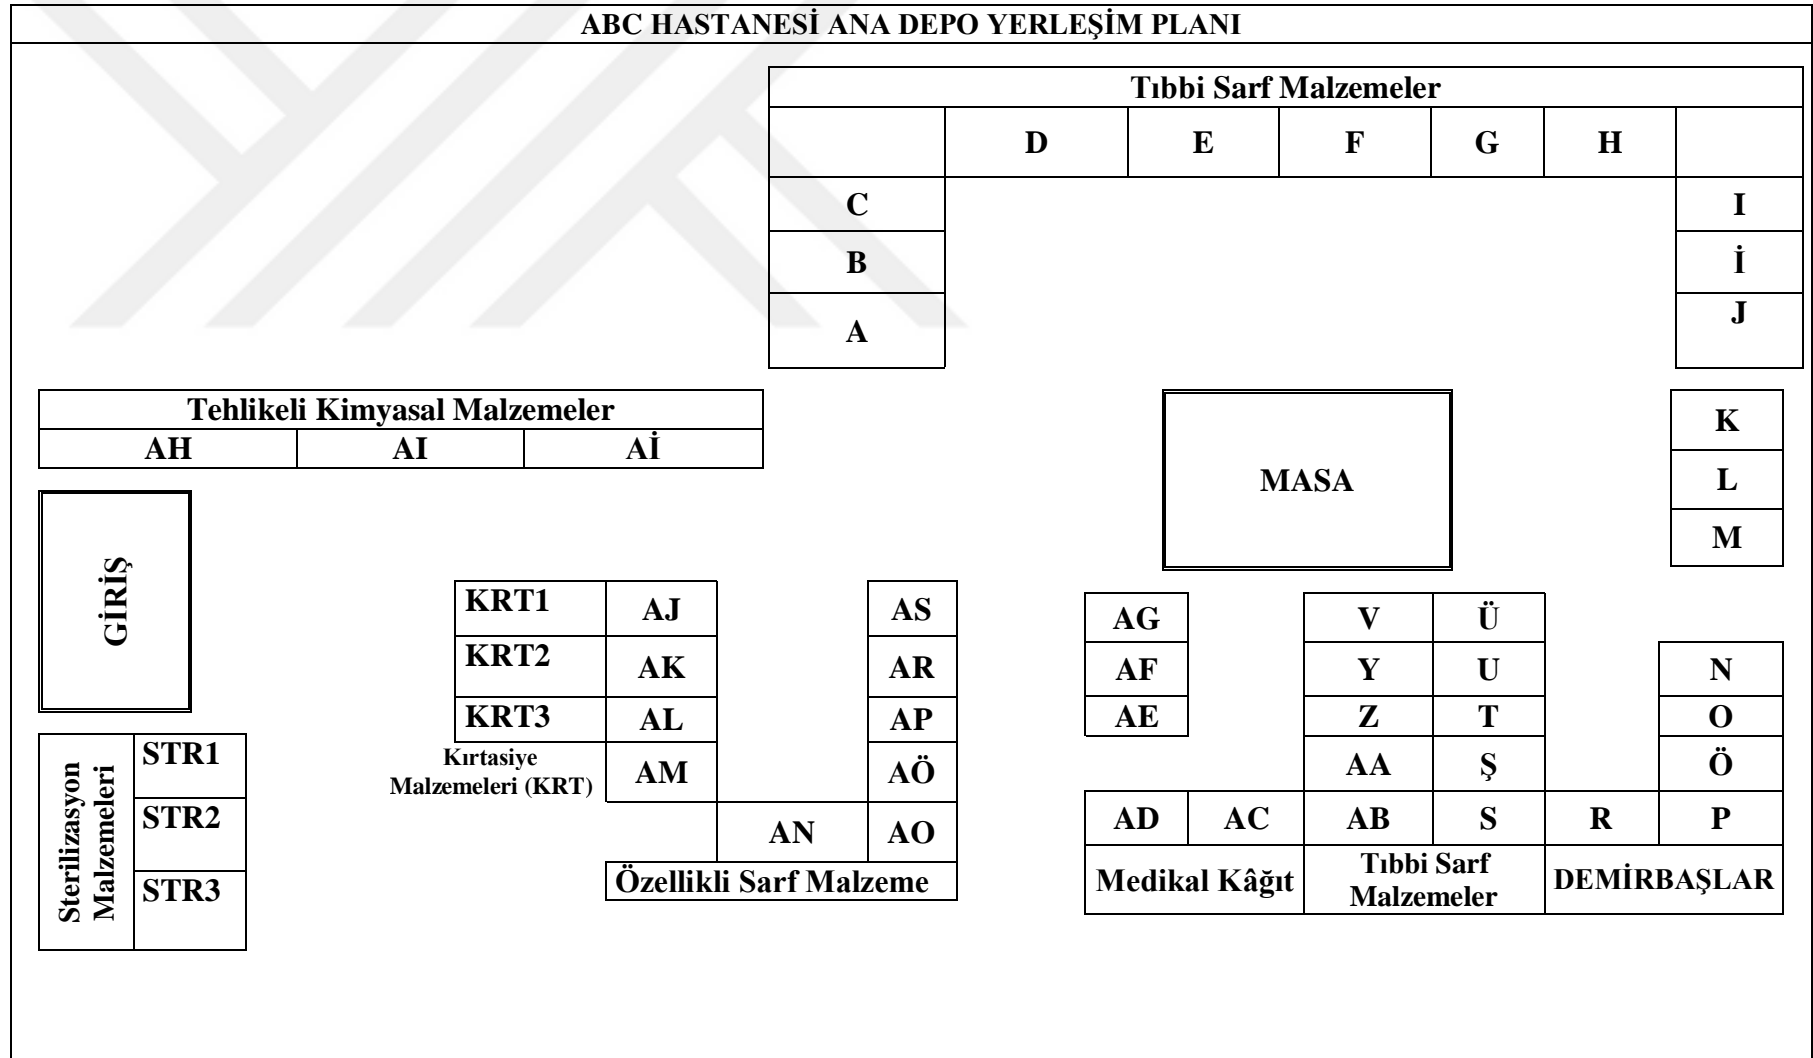 ABC HASTANESİ ANA DEPO YERLEŞİM PLANI
Tıbbi Sarf Malzemeler
D E F G H
C I
B İ
A J
Tehlikeli Kimyasal Malzemeler
AH AI Aİ
MASA
K
L
M
GİRİŞ
KRT1 AJ AS
KRT2 AK AR
KRT3 AL AP
Kırtasiye
Malzemeleri (KRT)
AM AÖ
AN AO
Özellikli Sarf Malzeme
AG V Ü
AF Y U N
AE Z T O
AA Ş Ö
AD AC AB S R P
Medikal Kâğıt
Tıbbi Sarf
Malzemeler
DEMİRBAŞLAR
Sterilizasyon
Malzemeleri
STR1
STR2
STR3